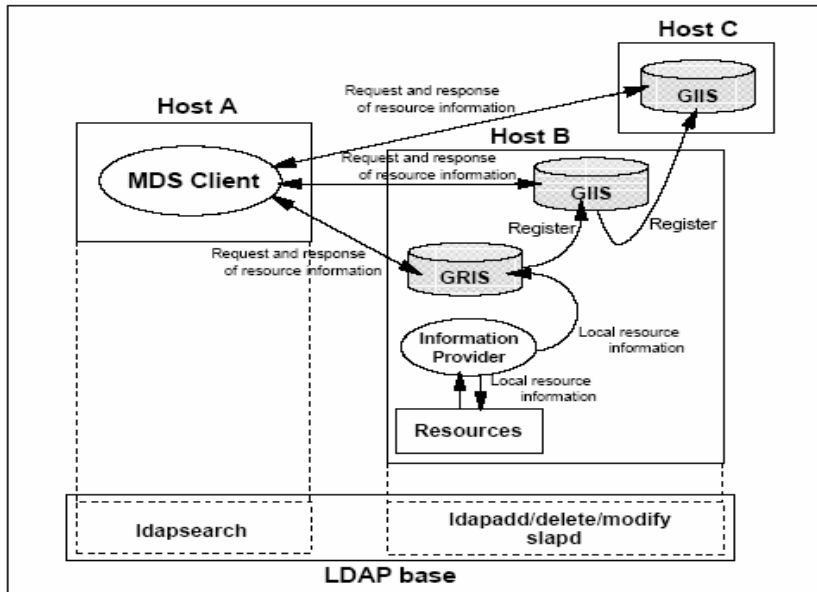 Host C
GIIS
Request and response
of resource information
Host A
MDS Client
Host B
Request and response
of resource information
GIIS
Register
Register
Request and response
of resource information
GRIS
Information
Provider
Local resource
information
Local resource
information
Resources
ldapsearch
ldapadd/delete/modify
slapd
LDAP base